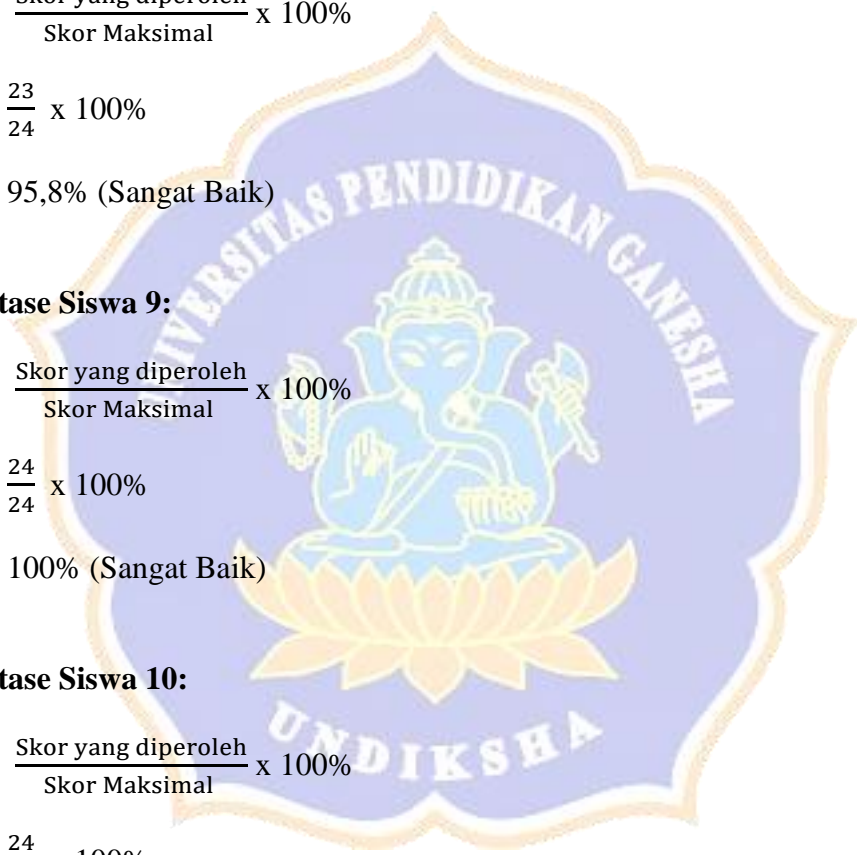 Skor yang diperoleh
Skor Maksimal
x 100%
23
24
x 100%
95,8% (Sangat Baik)
tase Siswa 9:
Skor yang diperoleh
Skor Maksimal
x 100%
24
24
x 100%
100% (Sangat Baik)
tase Siswa 10:
Skor yang diperoleh
Skor Maksimal
x 100%
24
100%
UNIVERSITAS PENDIDIKAN GANESHA
UNDIKSHA